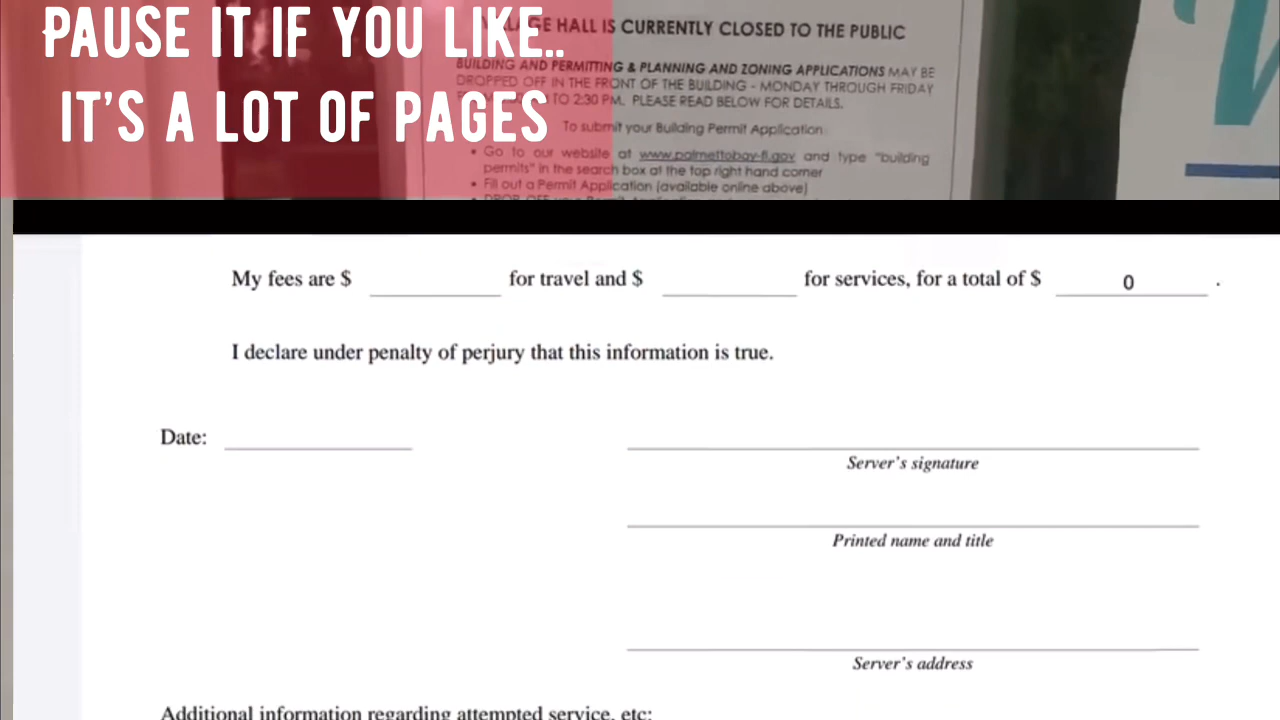 PAUSE IT IF YOU LIKE..
IT'S A LOT OF PAGES
HALL IS CURRENTLY CLOSED TO THE PUBLIC
BUILDING AND PERMITTING & PLANNING AND ZONING APPLICATIONS MAY BE
DROPPED OFF IN THE FRONT OF THE BUILDING - MONDAY THROUGH FRIDAY
TO 2:30 PM. PLEASE READ BELOW FOR DETAILS.
To submit your Building Permit Application
• Go to our website at www.palmettobay-fl.gov and type "building
permits" in the search box at the top right hand corner
• Fill out a Permit Application (available online above)
My fees are $ for travel and $ for services, for a total of $ 0 .
I declare under penalty of perjury that this information is true.
Date:
Server's signature
Printed name and title
Server's address
Additional information regarding attempted service, etc: